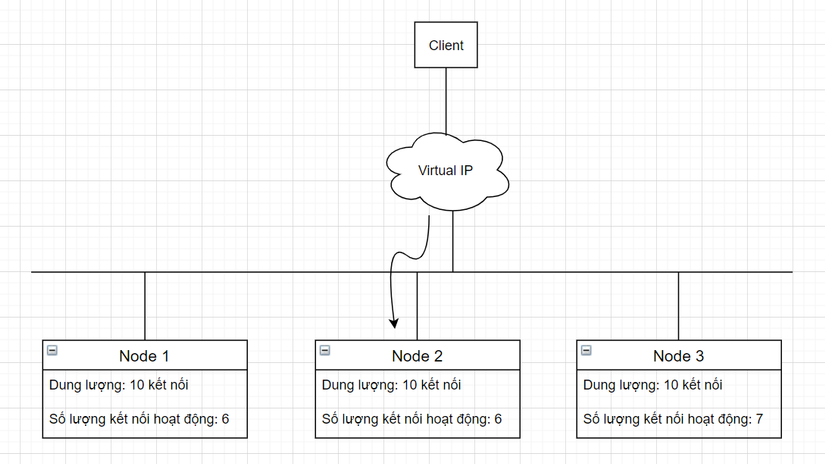 Client
Virtual IP
Node 1
Dung lượng: 10 kết nối
Số lượng kết nối hoạt động: 6
Node 2
Dung lượng: 10 kết nối
Số lượng kết nối hoạt động: 6
Node 3
Dung lượng: 10 kết nối
Số lượng kết nối hoạt động: 7